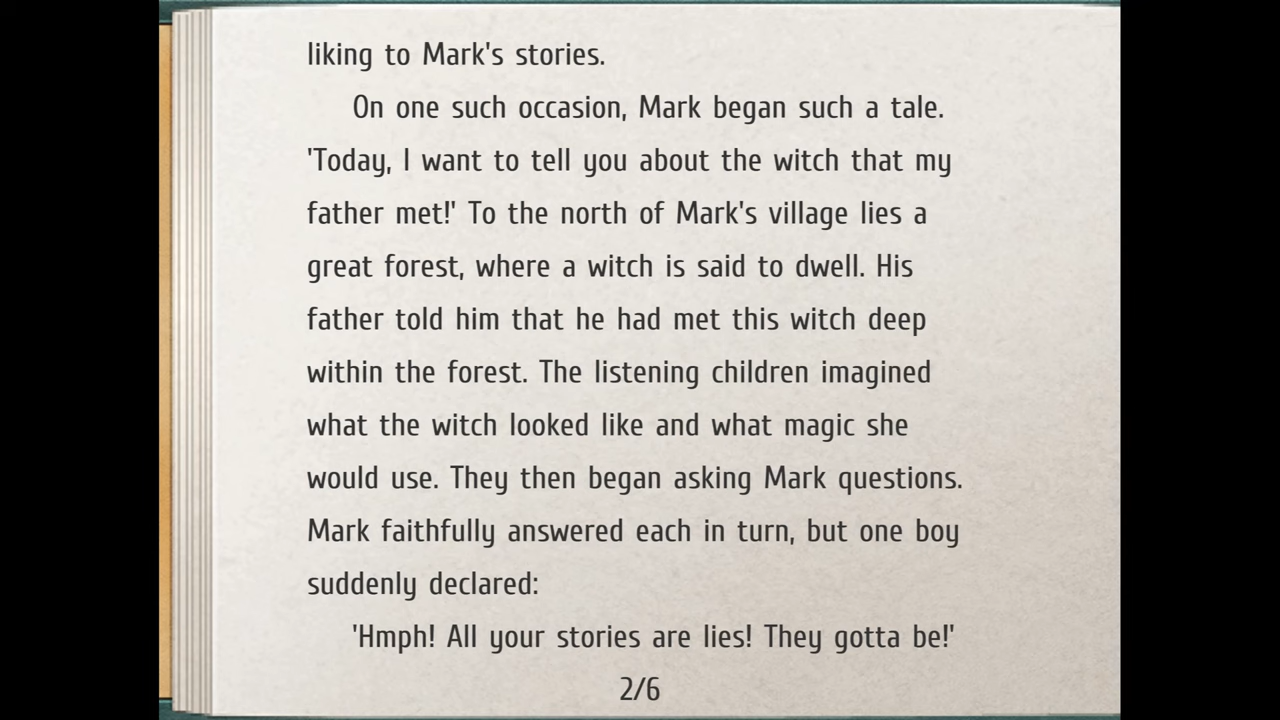 liking to Mark's stories.
On one such occasion, Mark began such a tale.
'Today, I want to tell you about the witch that my
father met!' To the north of Mark's village lies a
great forest, where a witch is said to dwell. His
father told him that he had met this witch deep
within the forest. The listening children imagined
what the witch looked like and what magic she
would use. They then began asking Mark questions.
Mark faithfully answered each in turn, but one boy
suddenly declared:
'Hmph! All your stories are lies! They gotta be!'
2/6